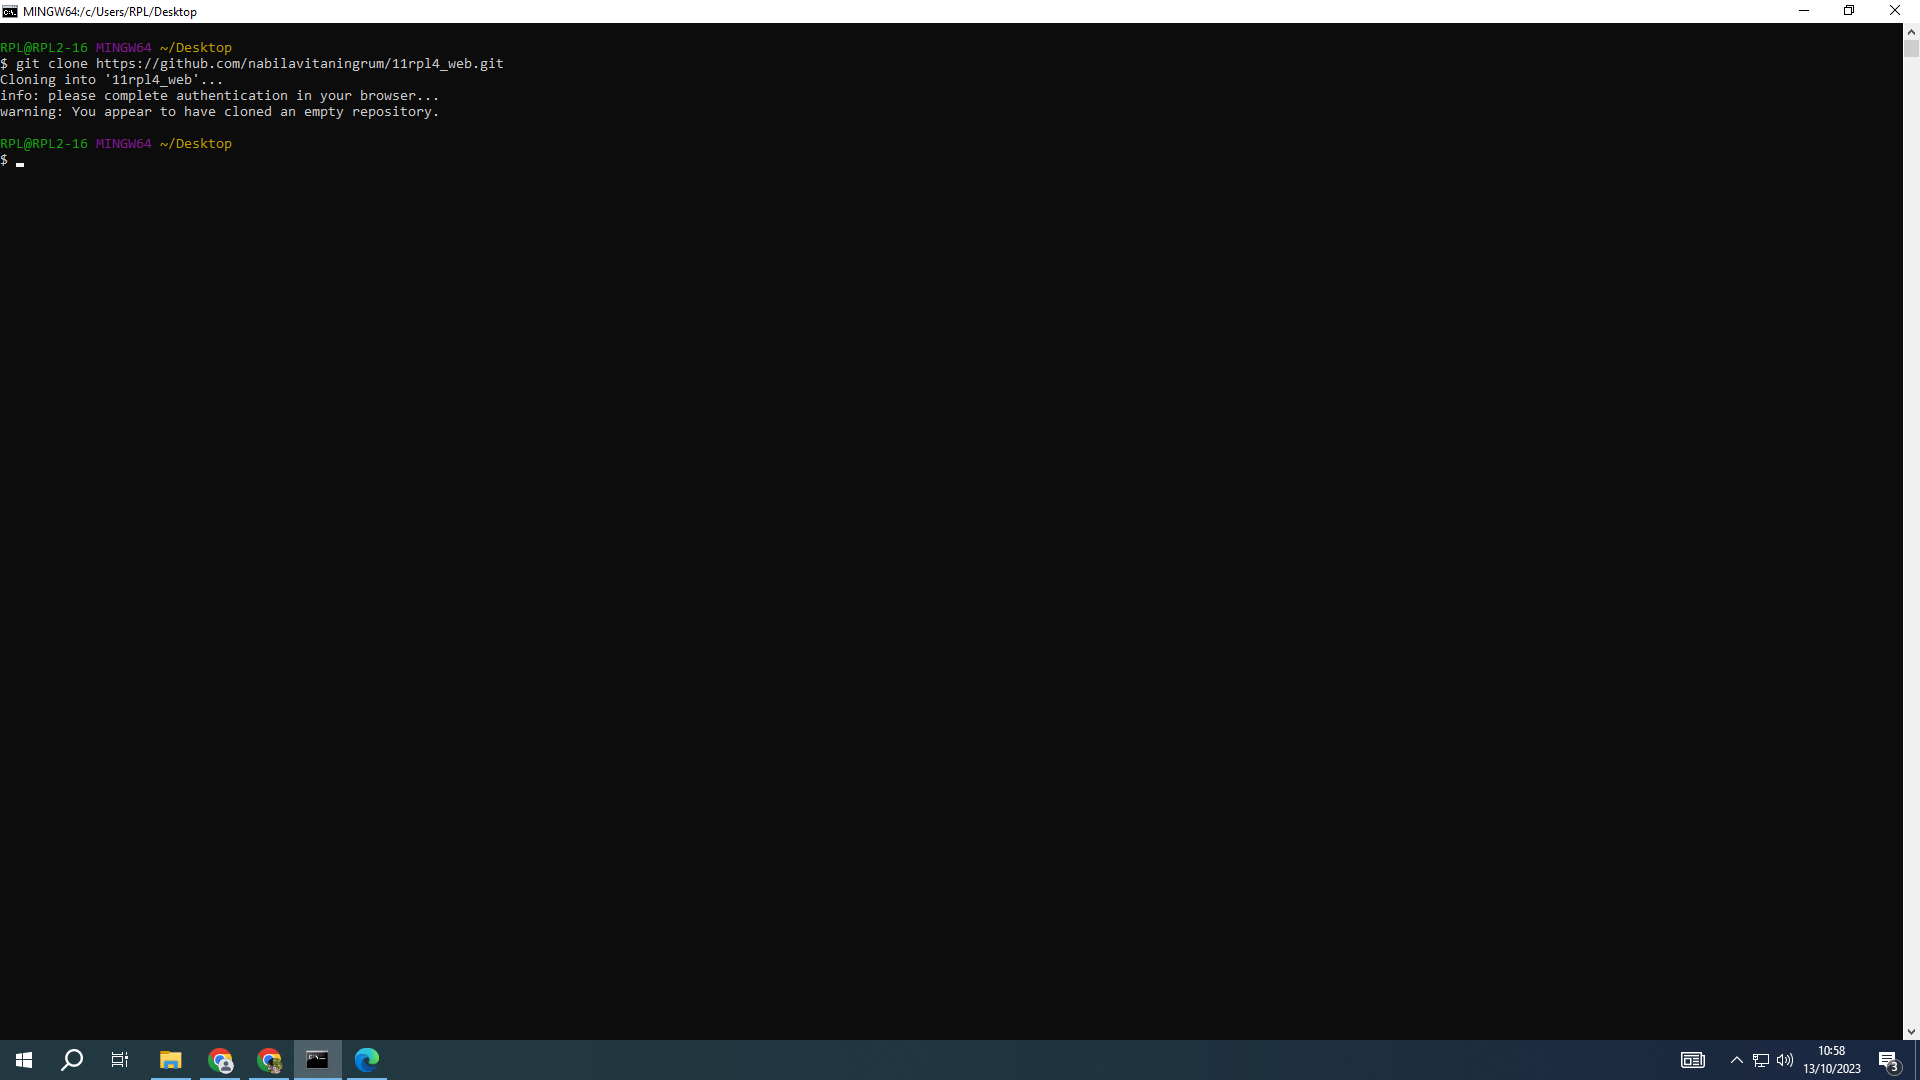 MINGW64:/c/Users/RPL/Desktop
RPL@RPL2-16 MINGW64 ~/Desktop
$ git clone https://github.com/nabilavitaningrum/11rpl4_web.git
Cloning into '11rpl4_web'...
info: please complete authentication in your browser...
warning: You appear to have cloned an empty repository.
RPL@RPL2-16 MINGW64 ~/Desktop
$
10:58
13/10/2023
3